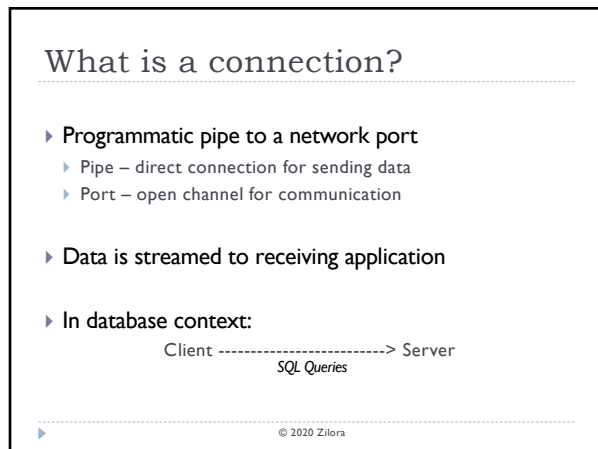 What is a connection?
Programmatic pipe to a network port
Pipe – direct connection for sending data
Port – open channel for communication
Data is streamed to receiving application
In database context:
Client --------------------------> Server
SQL Queries
© 2020 Zilora